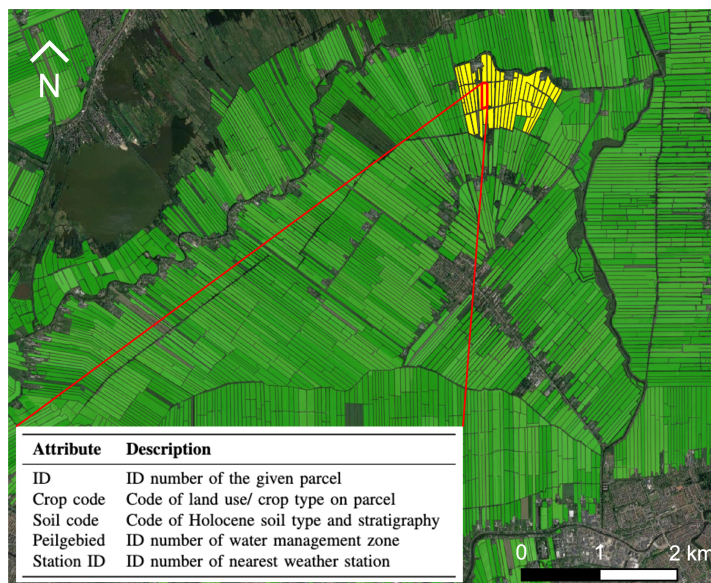 N
Attribute Description
ID ID number of the given parcel
Crop code Code of land use/ crop type on parcel
Soil code Code of Holocene soil type and stratigraphy
Peilgebied ID number of water management zone
Station ID ID number of nearest weather station
0 1 2 km